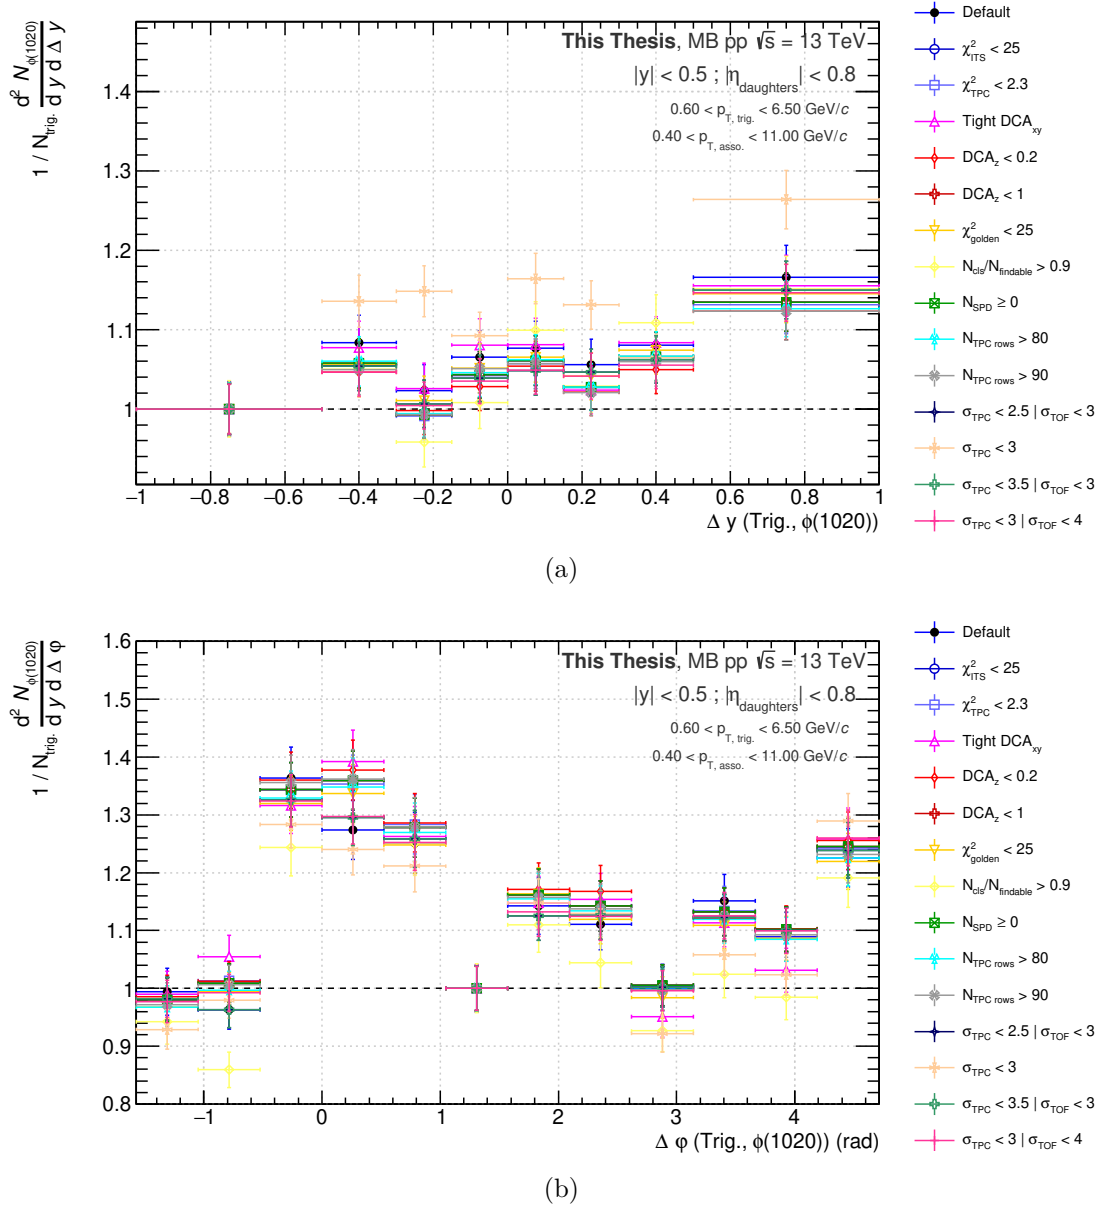 1 / N_trig. d² N_φ(1020) / d y d Δ y
This Thesis, MB pp √s = 13 TeV
|y| < 0.5 ; |η_daughters| < 0.8
0.60 < p_T, trig. < 6.50 GeV/c
0.40 < p_T, asso. < 11.00 GeV/c
1.4
1.3
1.2
1.1
1
−1 −0.8 −0.6 −0.4 −0.2 0 0.2 0.4 0.6 0.8 1
Δ y (Trig., φ(1020))
Default
χ²_ITS < 25
χ²_TPC < 2.3
Tight DCA_xy
DCA_z < 0.2
DCA_z < 1
χ²_golden < 25
N_cls/N_findable > 0.9
N_SPD ≥ 0
N_TPC rows > 80
N_TPC rows > 90
σ_TPC < 2.5 | σ_TOF < 3
σ_TPC < 3
σ_TPC < 3.5 | σ_TOF < 3
σ_TPC < 3 | σ_TOF < 4
(a)
1 / N_trig. d² N_φ(1020) / d y d Δ φ
This Thesis, MB pp √s = 13 TeV
|y| < 0.5 ; |η_daughters| < 0.8
0.60 < p_T, trig. < 6.50 GeV/c
0.40 < p_T, asso. < 11.00 GeV/c
1.6
1.5
1.4
1.3
1.2
1.1
1
0.9
0.8
−1 0 1 2 3 4
Δ φ (Trig., φ(1020)) (rad)
Default
χ²_ITS < 25
χ²_TPC < 2.3
Tight DCA_xy
DCA_z < 0.2
DCA_z < 1
χ²_golden < 25
N_cls/N_findable > 0.9
N_SPD ≥ 0
N_TPC rows > 80
N_TPC rows > 90
σ_TPC < 2.5 | σ_TOF < 3
σ_TPC < 3
σ_TPC < 3.5 | σ_TOF < 3
σ_TPC < 3 | σ_TOF < 4
(b)